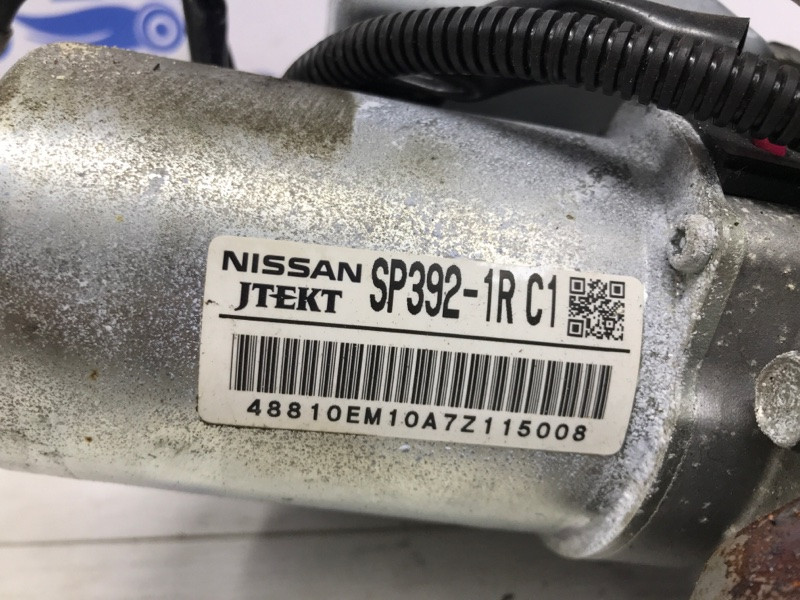 NISSAN SP392-1R C1
JTEKT
48810EM10A7Z115008